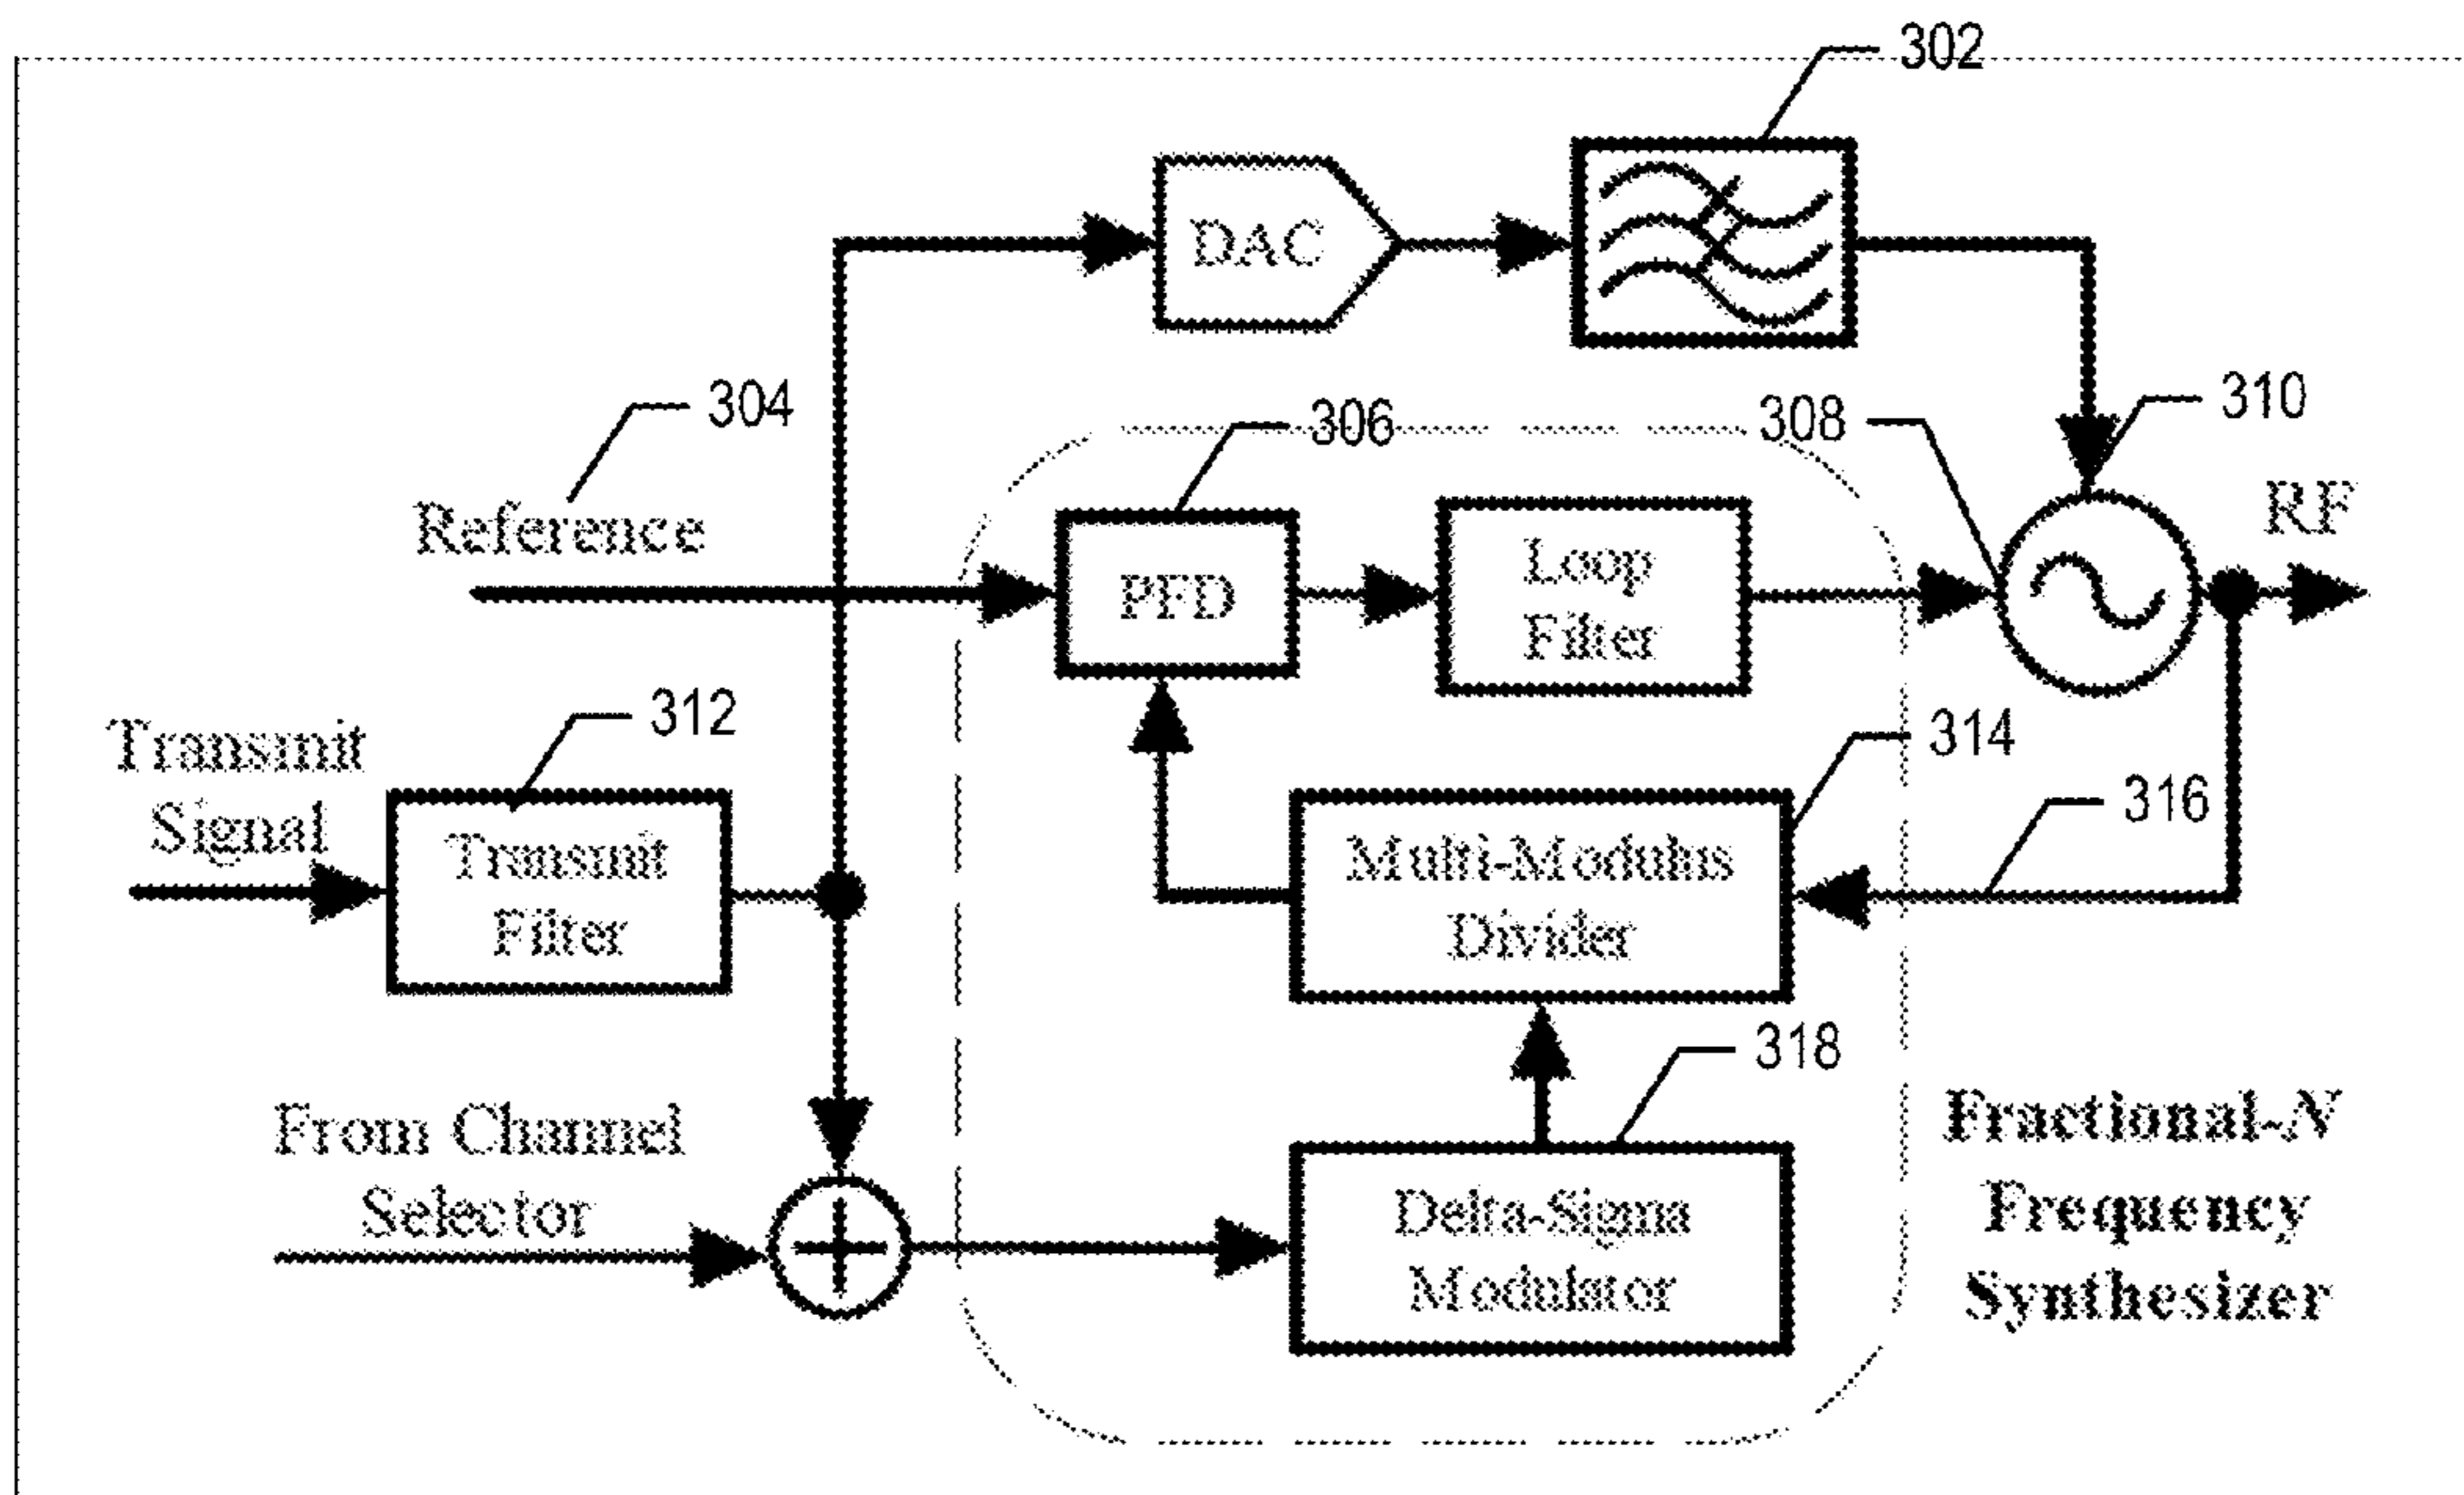 302
DAC
304
306
308
310
Reference
RF
PFD
Loop
Filter
312
314
Transmit
Signal
316
Transmit
Filter
Multi-Modulus
Divider
318
From Channel
Selector
Delta-Sigma
Modulator
Fractional-N
Frequency
Synthesizer